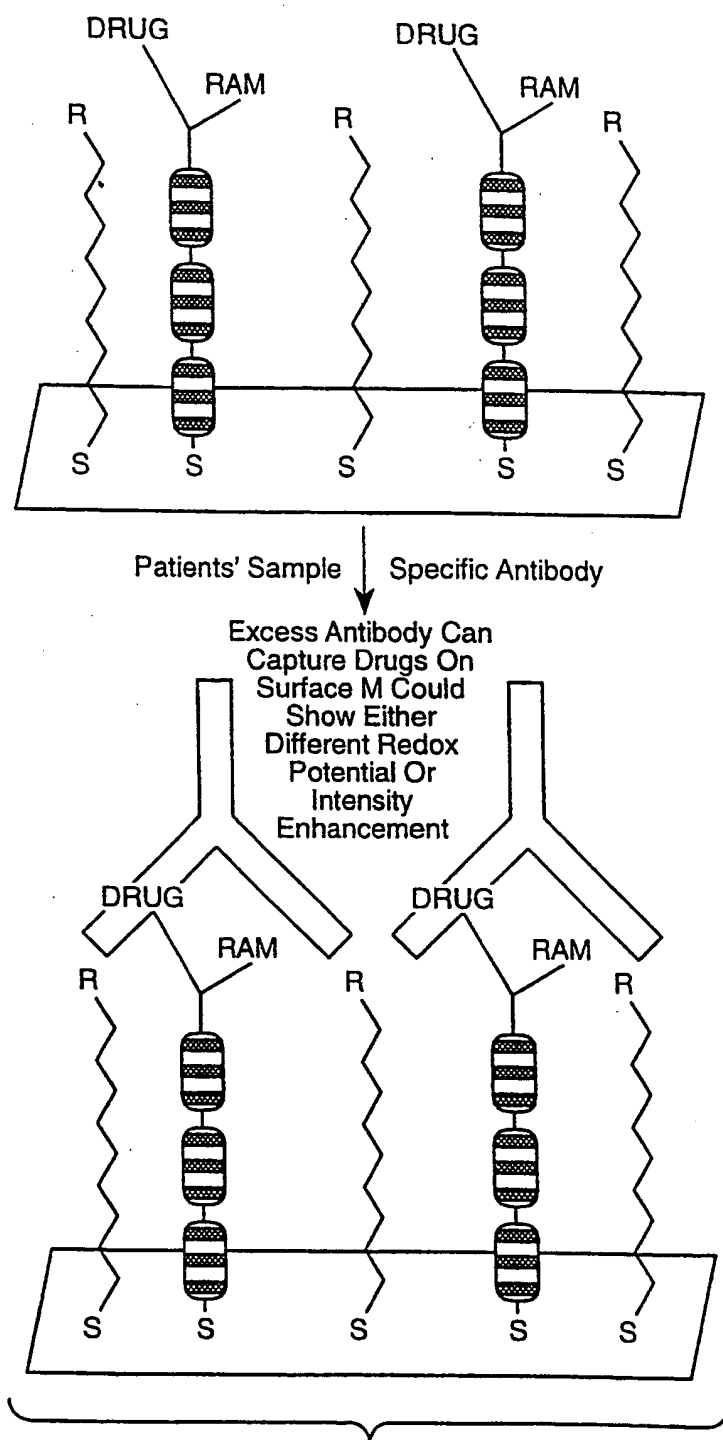 DRUG DRUG
RAM RAM
R R R
S S S S S
Patients' Sample Specific Antibody
Excess Antibody Can
Capture Drugs On
Surface M Could
Show Either
Different Redox
Potential Or
Intensity
Enhancement
DRUG DRUG
RAM RAM
R R R
S S S S S